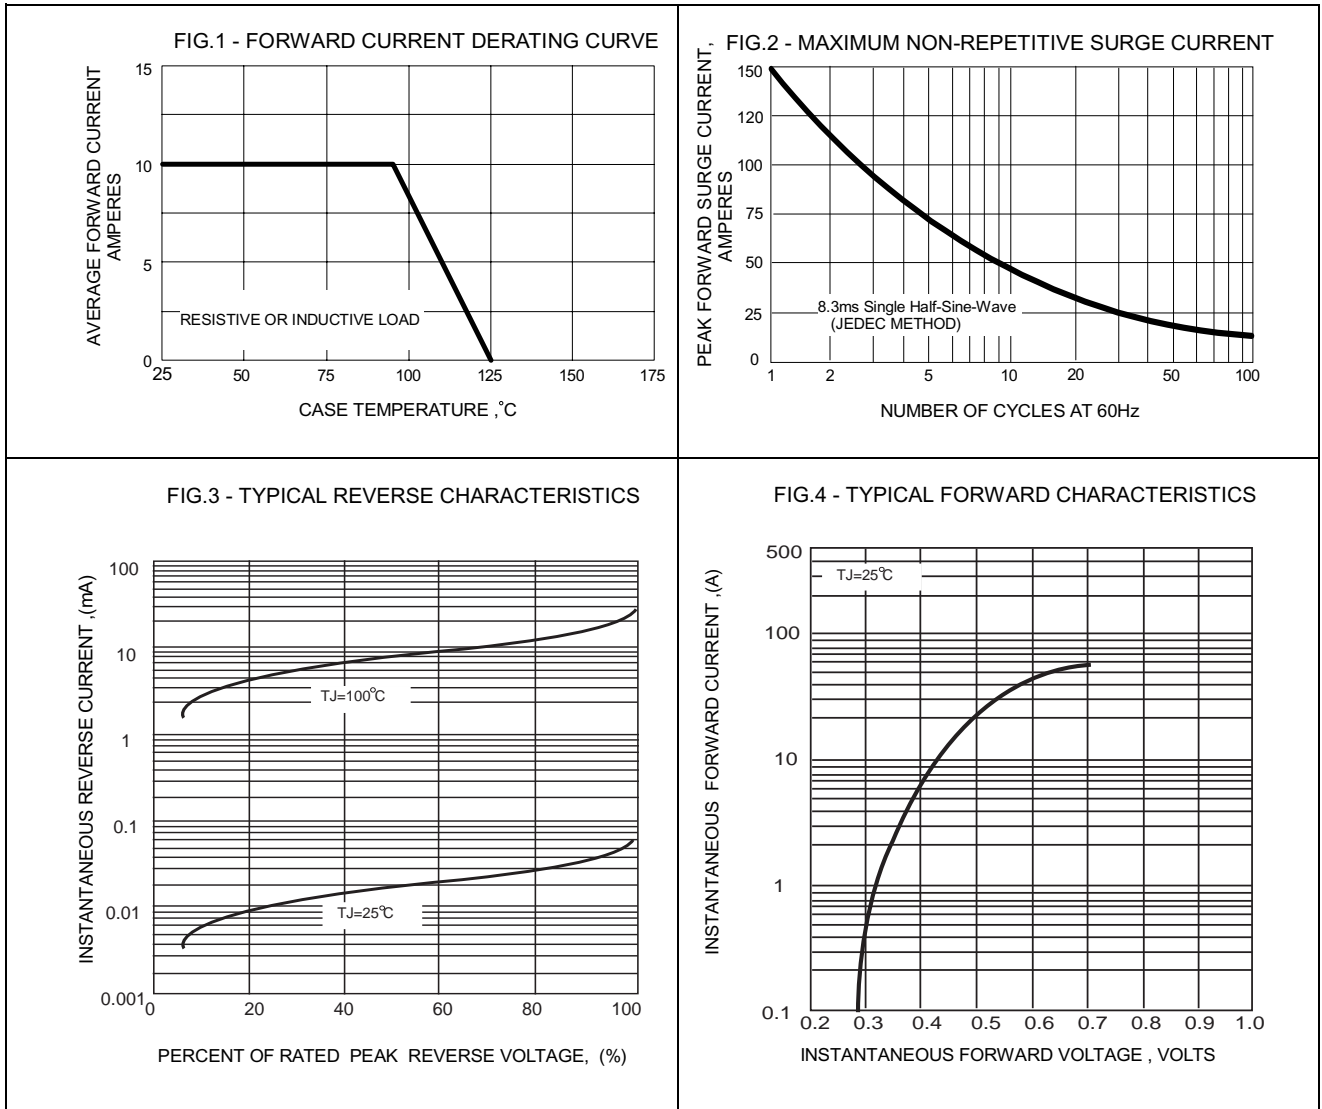 FIG.1 - FORWARD CURRENT DERATING CURVE
AVERAGE FORWARD CURRENT
AMPERES
15
10
5
0
RESISTIVE OR INDUCTIVE LOAD
25 50 75 100 125 150 175
CASE TEMPERATURE ,°C
FIG.2 - MAXIMUM NON-REPETITIVE SURGE CURRENT
PEAK FORWARD SURGE CURRENT,
AMPERES
150
120
100
75
50
25
0
8.3ms Single Half-Sine-Wave
(JEDEC METHOD)
1 2 5 10 20 50 100
NUMBER OF CYCLES AT 60Hz
FIG.3 - TYPICAL REVERSE CHARACTERISTICS
INSTANTANEOUS REVERSE CURRENT ,(mA)
100
10
1
0.1
0.01
0.001
TJ=100°C
TJ=25°C
0 20 40 60 80 100
PERCENT OF RATED PEAK REVERSE VOLTAGE, (%)
FIG.4 - TYPICAL FORWARD CHARACTERISTICS
INSTANTANEOUS FORWARD CURRENT ,(A)
500
100
10
1
0.1
TJ=25°C
0.2 0.3 0.4 0.5 0.6 0.7 0.8 0.9 1.0
INSTANTANEOUS FORWARD VOLTAGE , VOLTS